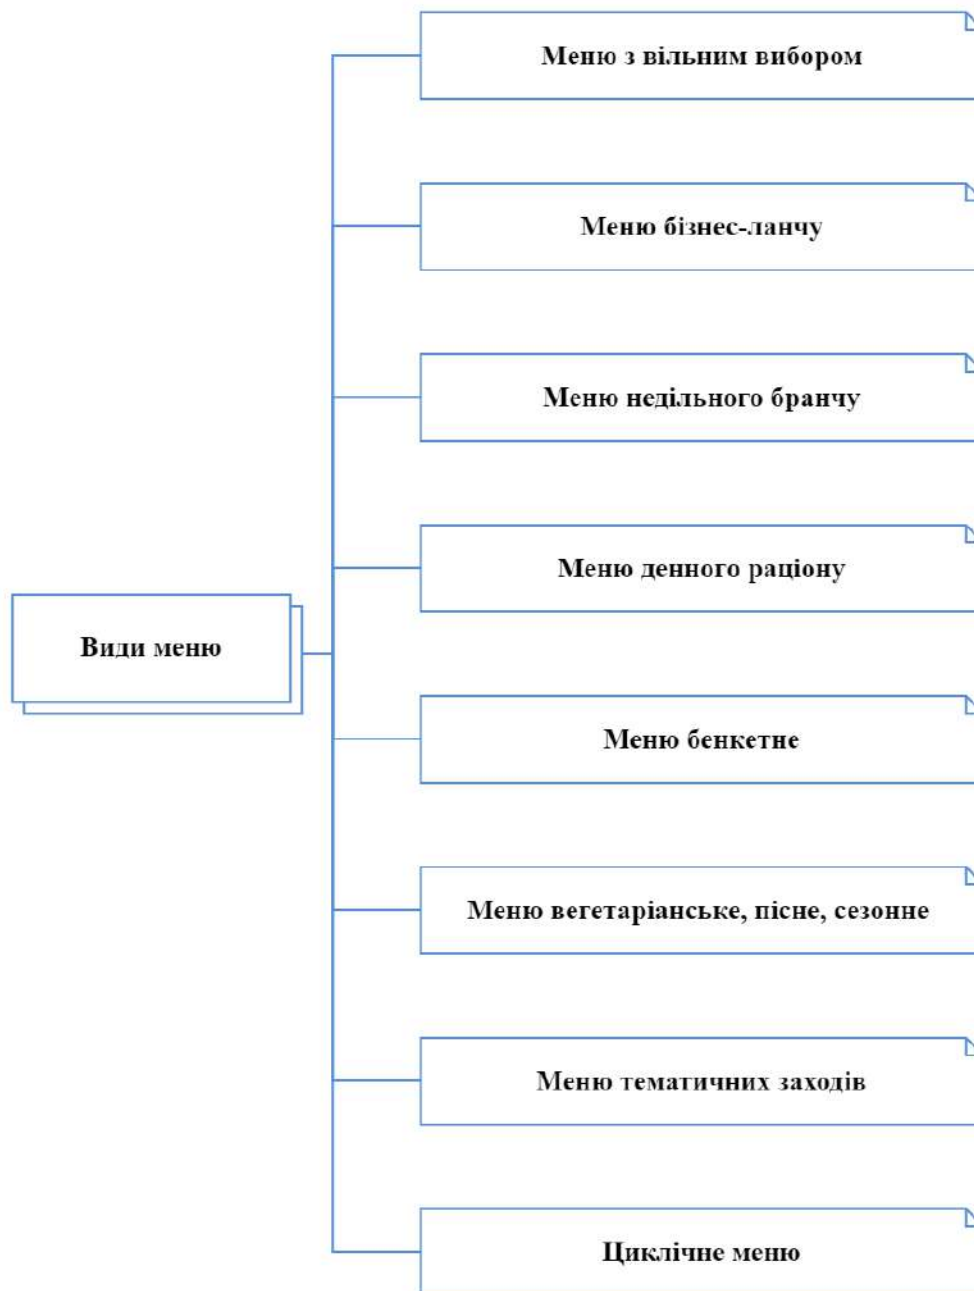 Меню з вільним вибором
Меню бізнес-ланчу
Меню недільного бранчу
Меню денного раціону
Види меню
Меню бенкетне
Меню вегетаріанське, пісне, сезонне
Меню тематичних заходів
Циклічне меню